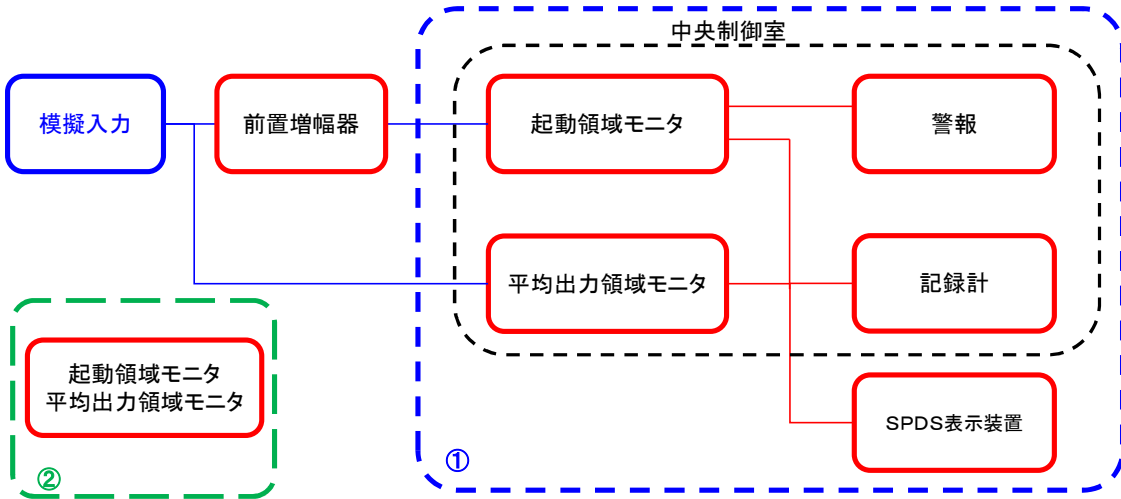 中央制御室
模擬入力
前置増幅器
起動領域モニタ
警報
平均出力領域モニタ
記録計
起動領域モニタ
平均出力領域モニタ
SPDS表示装置
①
②